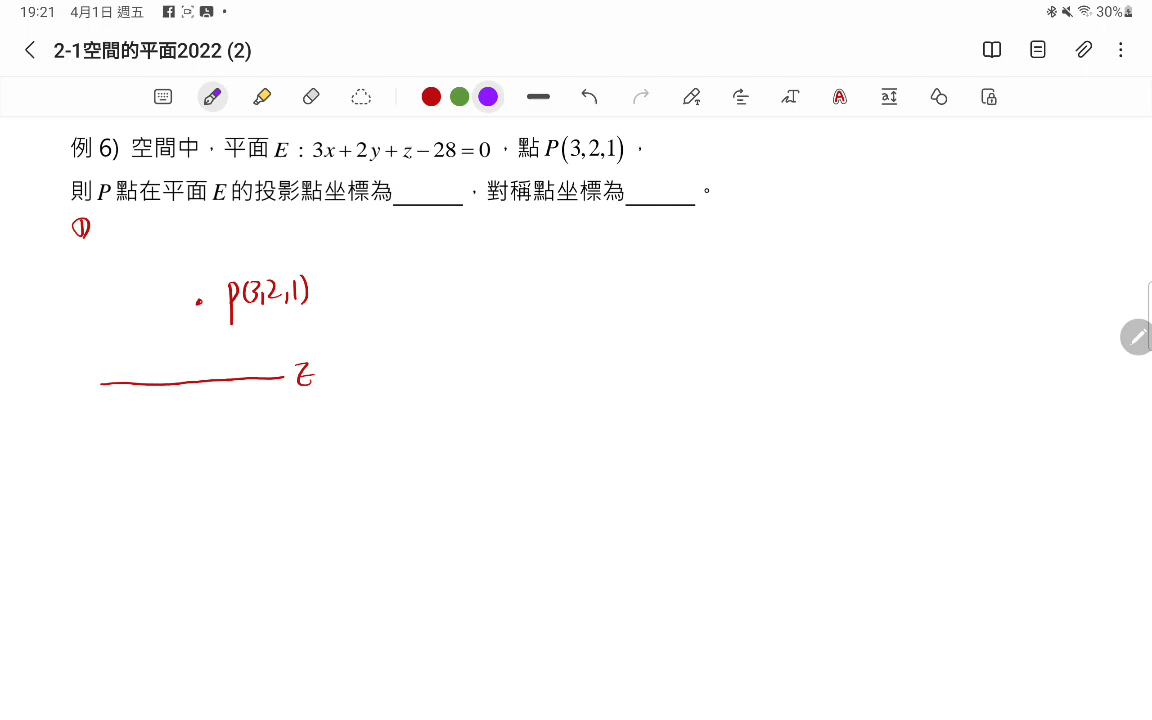 19:21 4月1日 週五 30%
2-1空間的平面2022 (2)
例 6) 空間中，平面 E : 3x + 2y + z − 28 = 0，點 P(3,2,1)，
則 P 點在平面 E 的投影點坐標為______，對稱點坐標為______。
①
P(3,2,1)
E